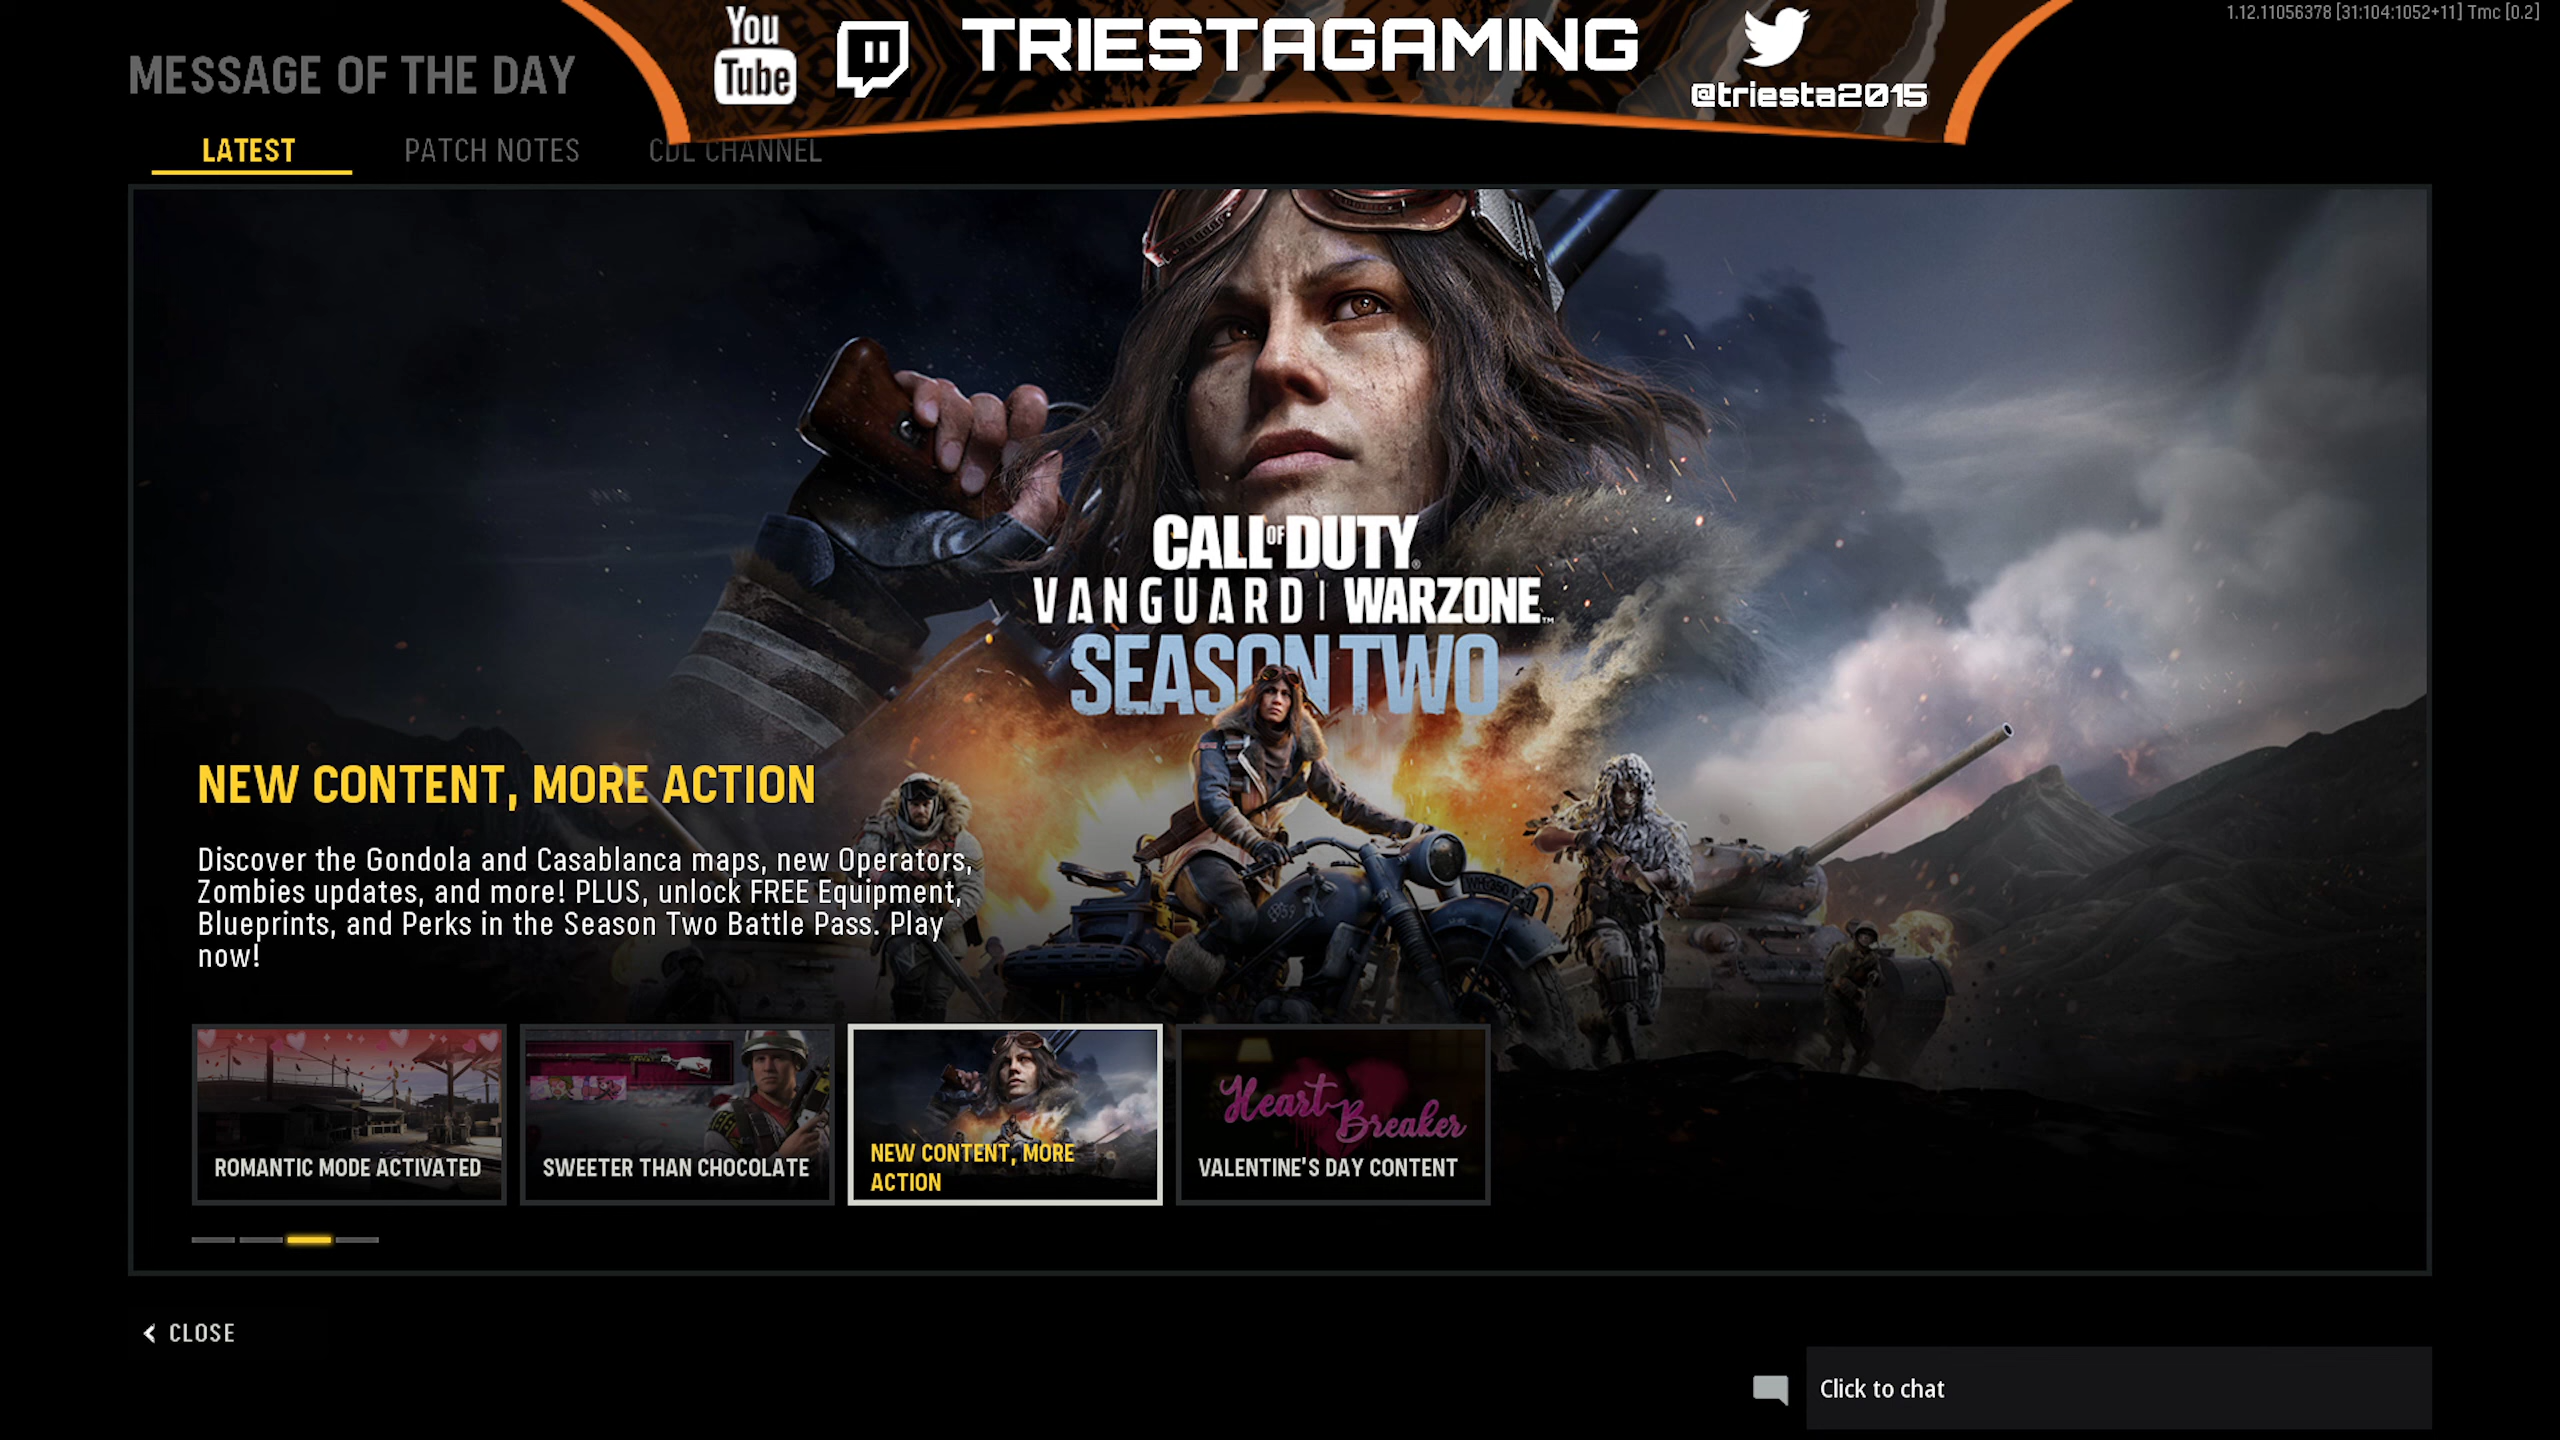 You
Tube
TRIESTAGAMING
@triesta2015
1.12.11056378 [31:104:1052+11] Tmc [0.2]
MESSAGE OF THE DAY
LATEST
PATCH NOTES
CDL CHANNEL
CALL OF DUTY®
VANGUARD | WARZONE™
SEASON TWO
NEW CONTENT, MORE ACTION
Discover the Gondola and Casablanca maps, new Operators,
Zombies updates, and more! PLUS, unlock FREE Equipment,
Blueprints, and Perks in the Season Two Battle Pass. Play
now!
ROMANTIC MODE ACTIVATED
SWEETER THAN CHOCOLATE
NEW CONTENT, MORE
ACTION
Heart
Breaker
VALENTINE'S DAY CONTENT
CLOSE
Click to chat